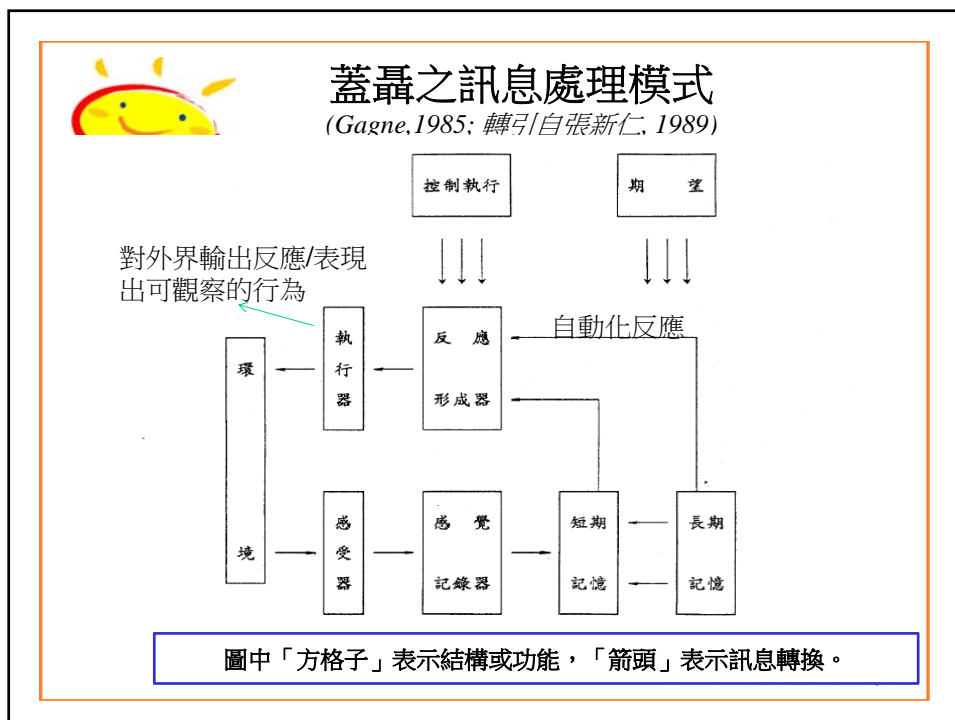 蓋聶之訊息處理模式
(Gagne,1985; 轉引自張新仁, 1989)
控制執行
期 望
對外界輸出反應/表現
出可觀察的行為
自動化反應
環
境
執
行
器
反 應
形成器
感
受
器
感 覺
記錄器
短期
記憶
長期
記憶
圖中「方格子」表示結構或功能，「箭頭」表示訊息轉換。